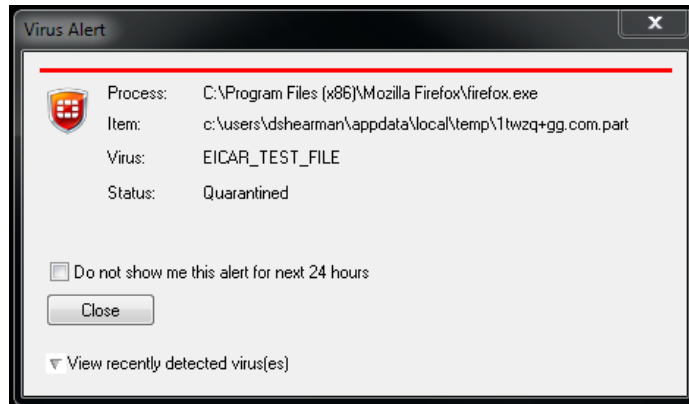 Virus Alert
x
Process: C:\Program Files (x86)\Mozilla Firefox\firefox.exe
Item: c:\users\dshearman\appdata\local\temp\1twzq+gg.com.part
Virus: EICAR_TEST_FILE
Status: Quarantined
Do not show me this alert for next 24 hours
Close
View recently detected virus(es)